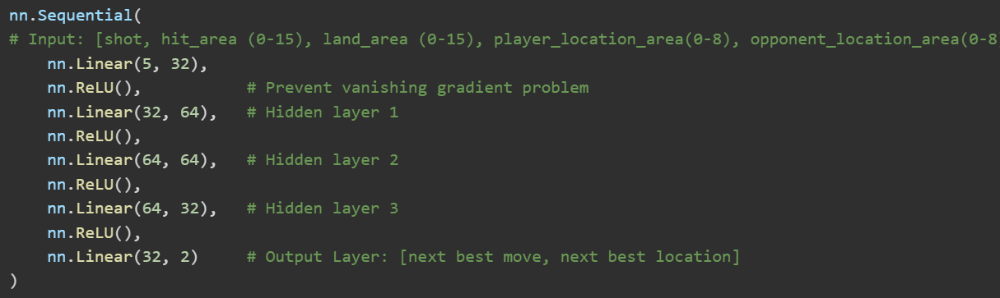 nn.Sequential(
# Input: [shot, hit_area (0-15), land_area (0-15), player_location_area(0-8), opponent_location_area(0-8
nn.Linear(5, 32),
nn.ReLU(), # Prevent vanishing gradient problem
nn.Linear(32, 64), # Hidden layer 1
nn.ReLU(),
nn.Linear(64, 64), # Hidden layer 2
nn.ReLU(),
nn.Linear(64, 32), # Hidden layer 3
nn.ReLU(),
nn.Linear(32, 2) # Output Layer: [next best move, next best location]
)